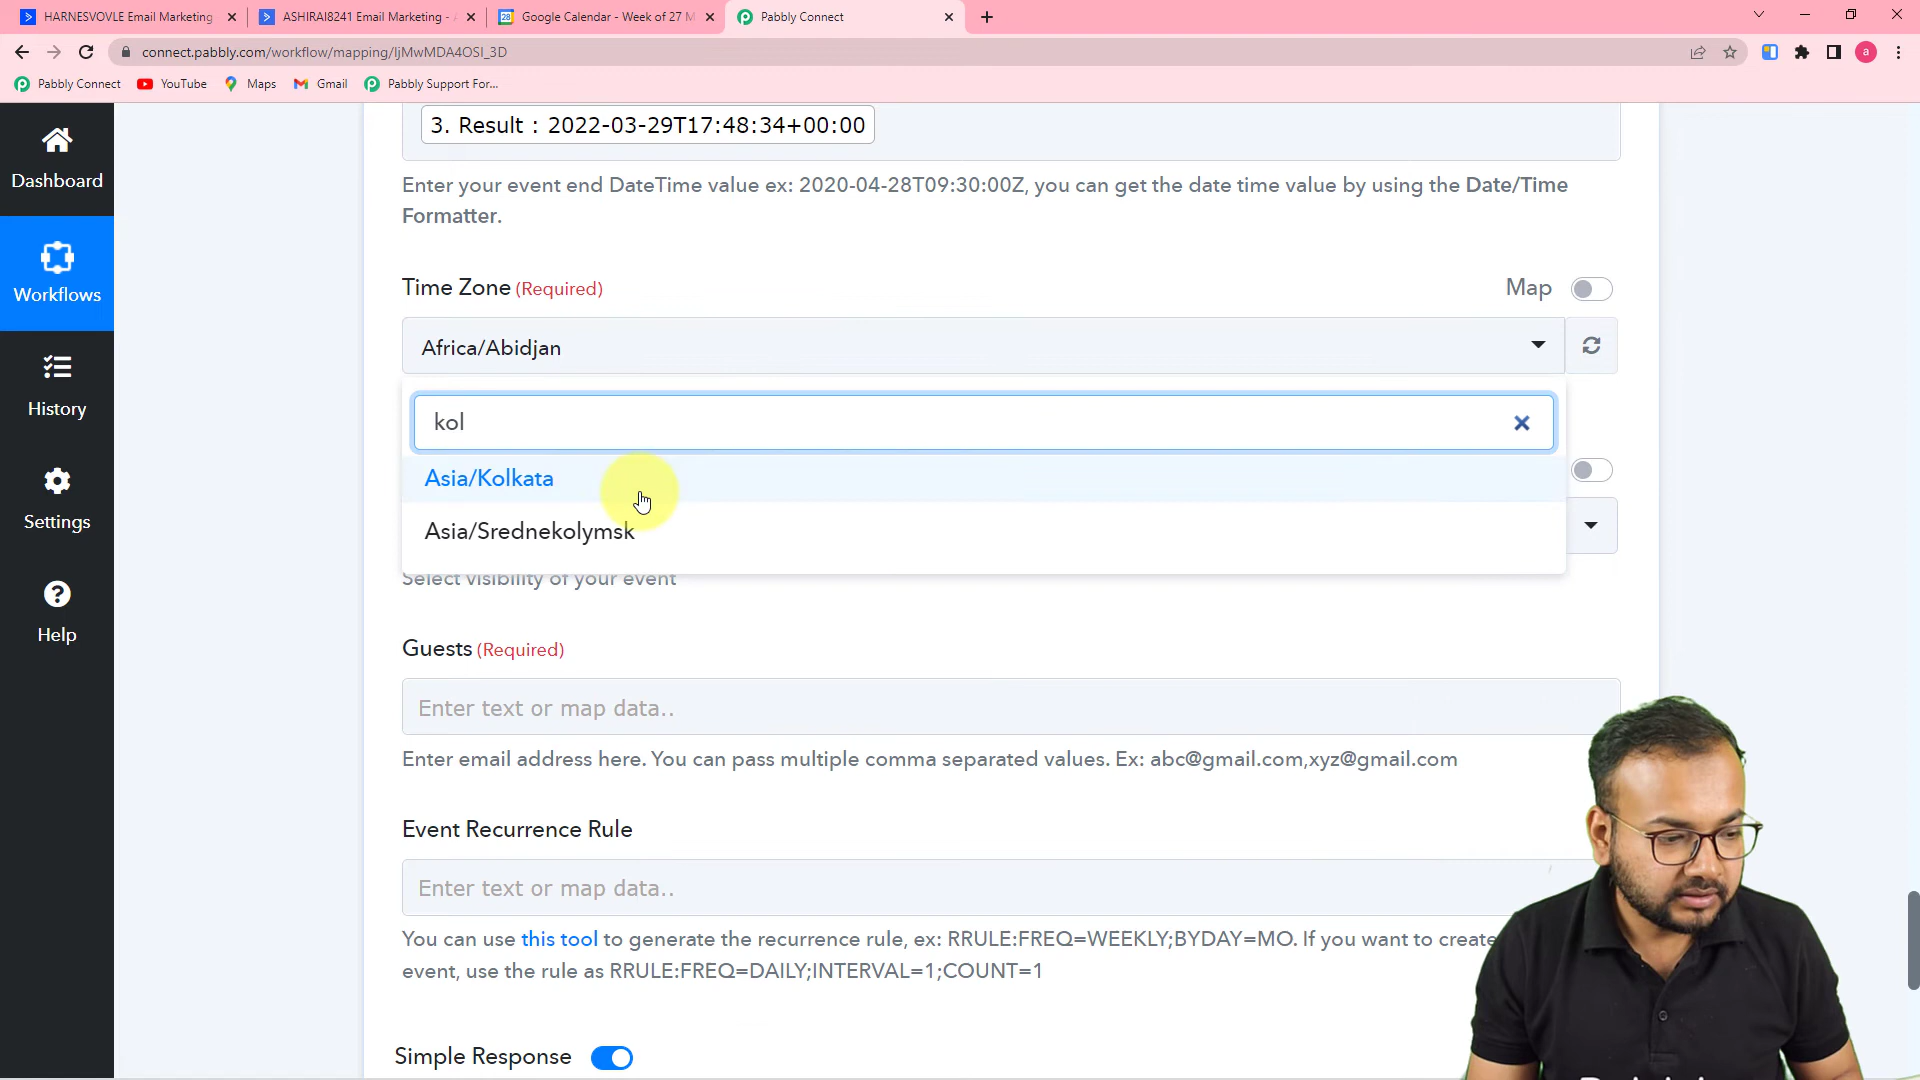 HARNESVOVLE Email Marketing
ASHIRAI8241 Email Marketing -
Google Calendar - Week of 27 M
Pabbly Connect
connect.pabbly.com/workflow/mapping/IjMwMDA4OSI_3D
a
Pabbly Connect
YouTube
Maps
Gmail
Pabbly Support For...
Dashboard
Workflows
History
Settings
Help
3. Result : 2022-03-29T17:48:34+00:00
Enter your event end DateTime value ex: 2020-04-28T09:30:00Z, you can get the date time value by using the Date/Time
Formatter.
Time Zone (Required)
Map
Africa/Abidjan
kol
Asia/Kolkata
Asia/Srednekolymsk
Select visibility of your event
Guests (Required)
Enter text or map data..
Enter email address here. You can pass multiple comma separated values. Ex: abc@gmail.com,xyz@gmail.com
Event Recurrence Rule
Enter text or map data..
You can use this tool to generate the recurrence rule, ex: RRULE:FREQ=WEEKLY;BYDAY=MO. If you want to create
event, use the rule as RRULE:FREQ=DAILY;INTERVAL=1;COUNT=1
Simple Response